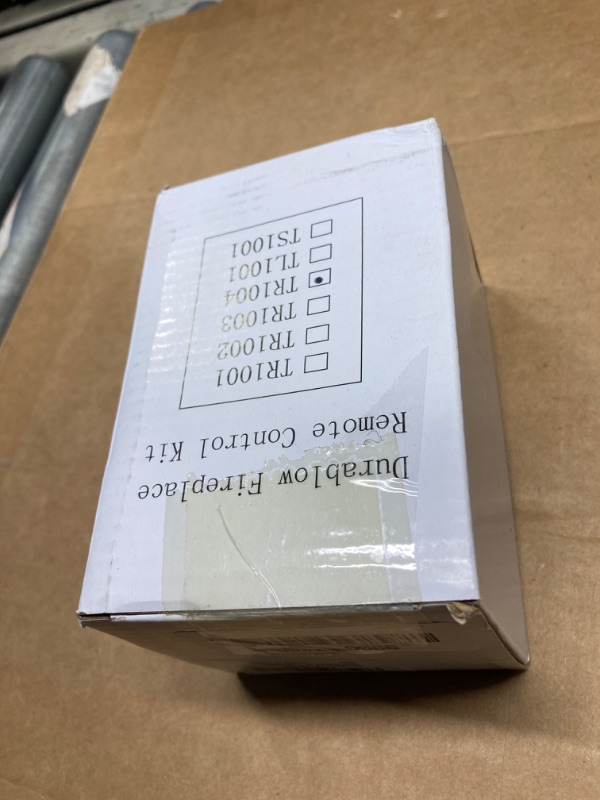 Durablow Fireplace
Remote Control Kit
TR1001
TR1002
TR1003
TR1004
TL1001
TS1001